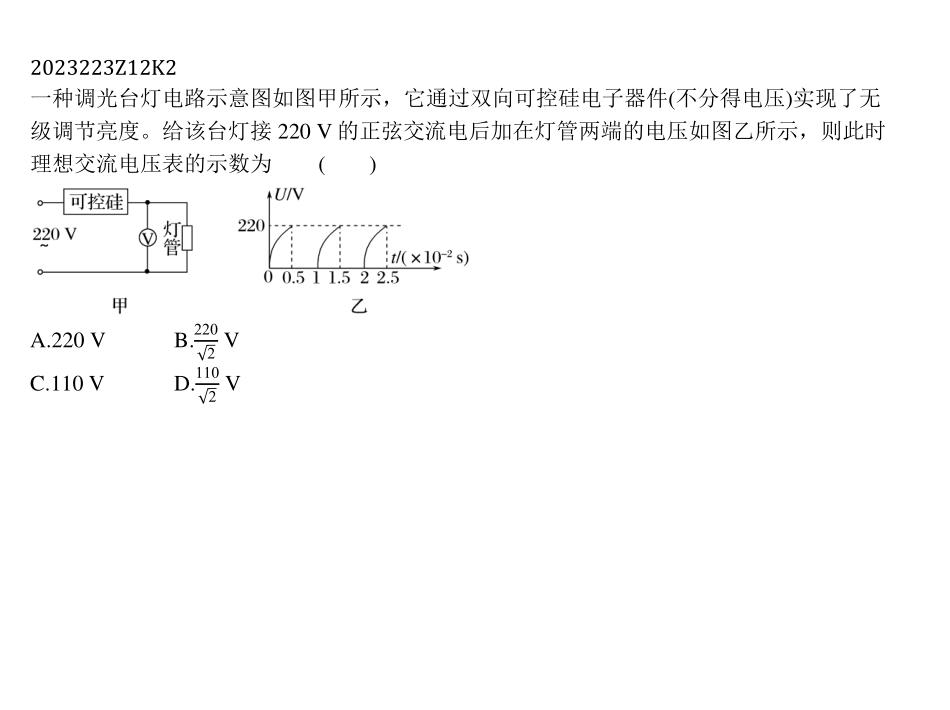 2023223Z12K2
一种调光台灯电路示意图如图甲所示，它通过双向可控硅电子器件(不分得电压)实现了无
级调节亮度。给该台灯接 220 V 的正弦交流电后加在灯管两端的电压如图乙所示，则此时
理想交流电压表的示数为 ( )
可控硅
220 V
~
V
灯管
甲
U/V
220
t/(×10⁻² s)
0 0.5 1 1.5 2 2.5
乙
A.220 V B.220/√2 V
C.110 V D.110/√2 V